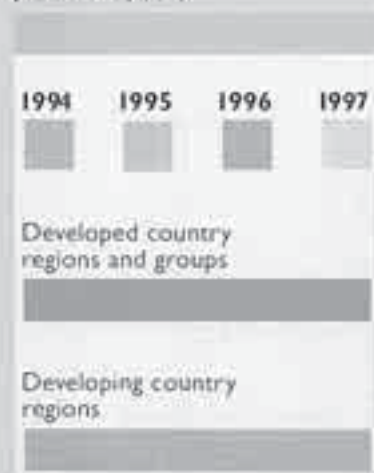 1994 1995 1996 1997
Developed country
regions and groups
Developing country
regions